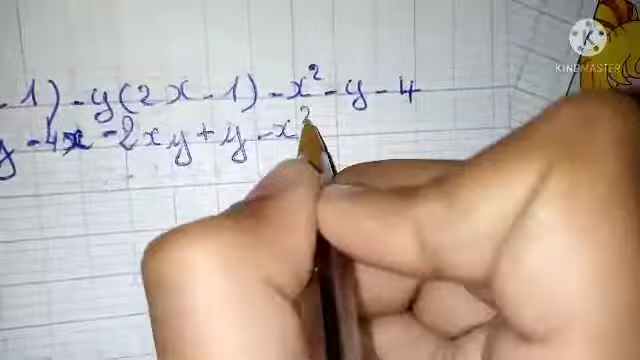 - 1) - y(2x - 1) - x² - y - 4
y - 4x - 2xy + y - x²
KINEMASTER